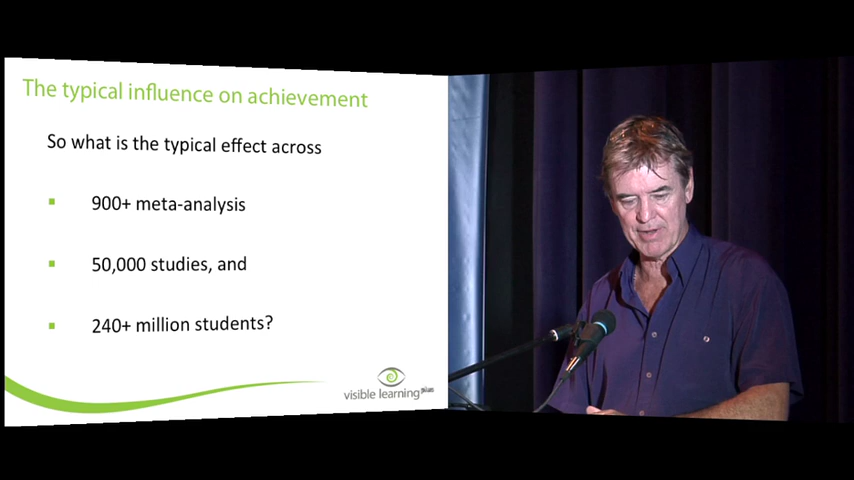 The typical influence on achievement
So what is the typical effect across
900+ meta-analysis
50,000 studies, and
240+ million students?
visible learning plus